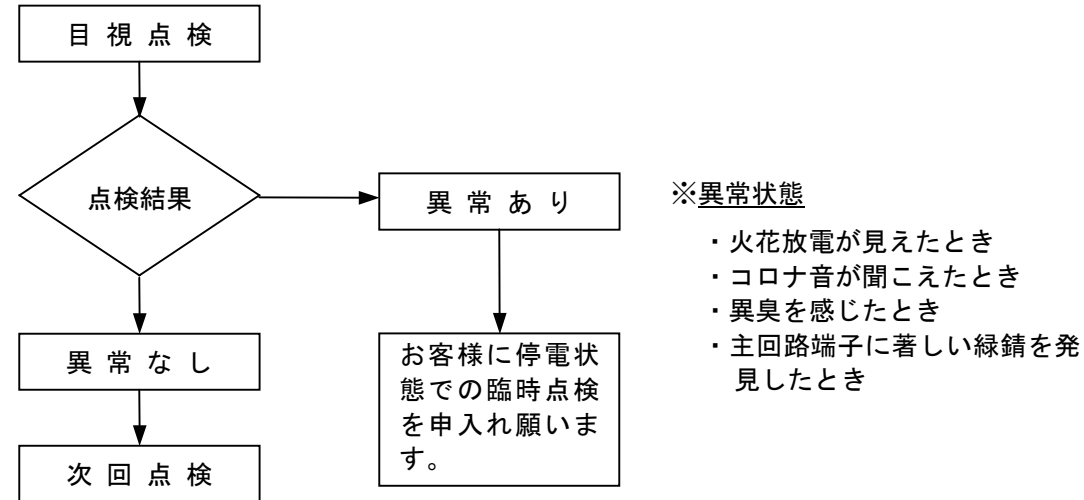 目視点検
点検結果
異常あり
異常なし
お客様に停電状
態での臨時点検
を申入れ願いま
す。
次回点検
※異常状態
・火花放電が見えたとき
・コロナ音が聞こえたとき
・異臭を感じたとき
・主回路端子に著しい緑錆を発
見したとき